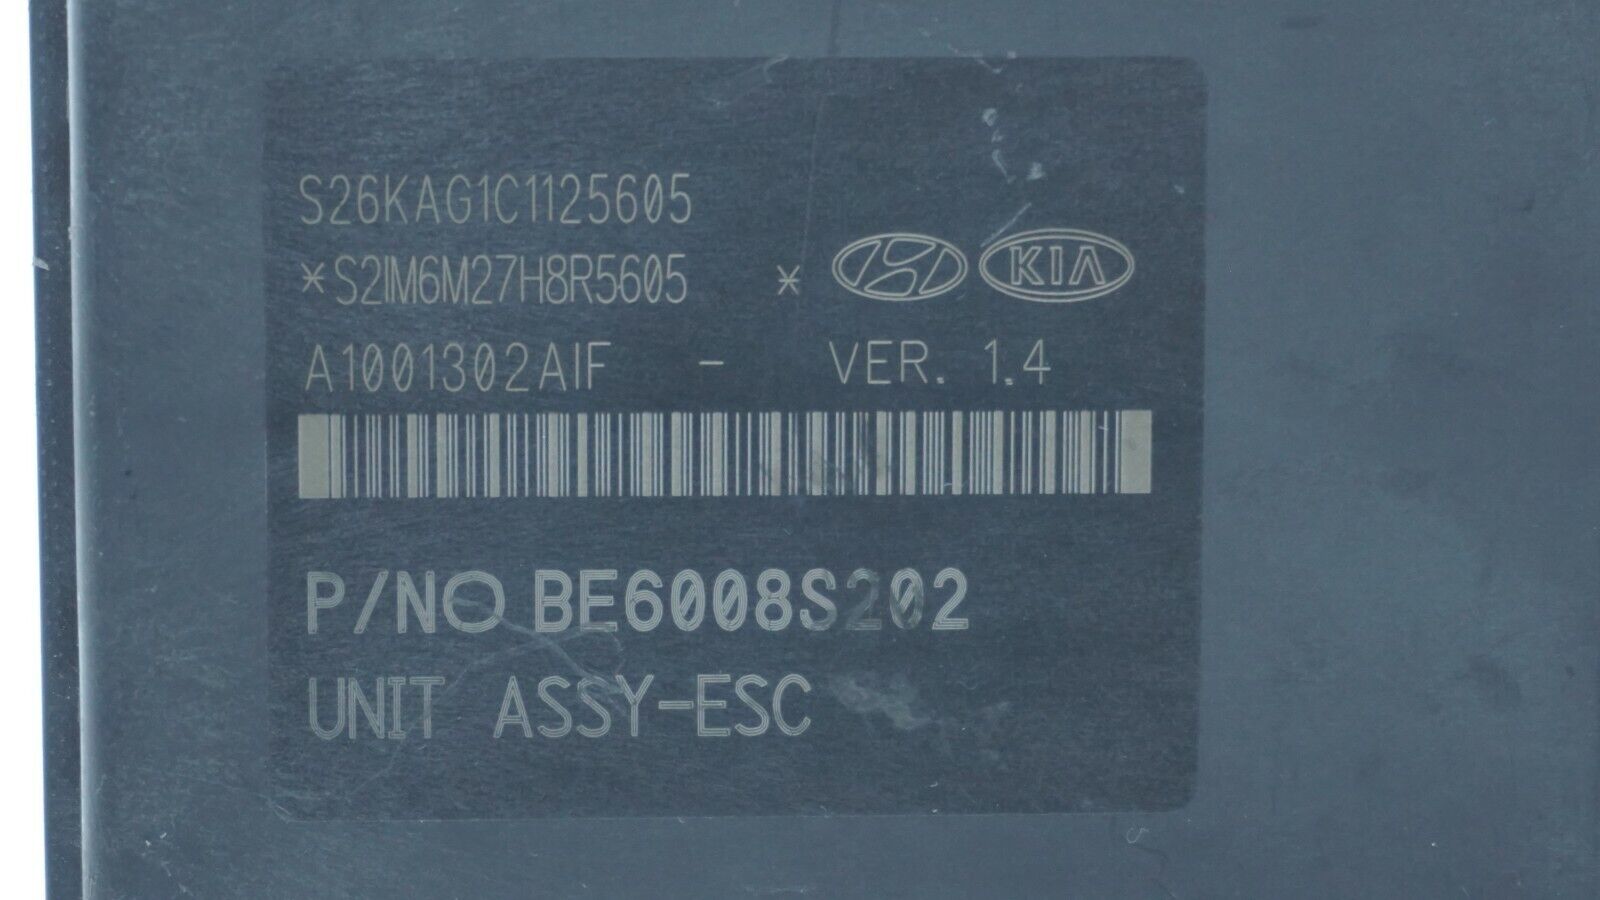 S26KAG1C1125605
*S2IM6M27H8R5605 * KIA
A1001302AIF - VER. 1.4
P/NO BE6008S202
UNIT ASSY-ESC